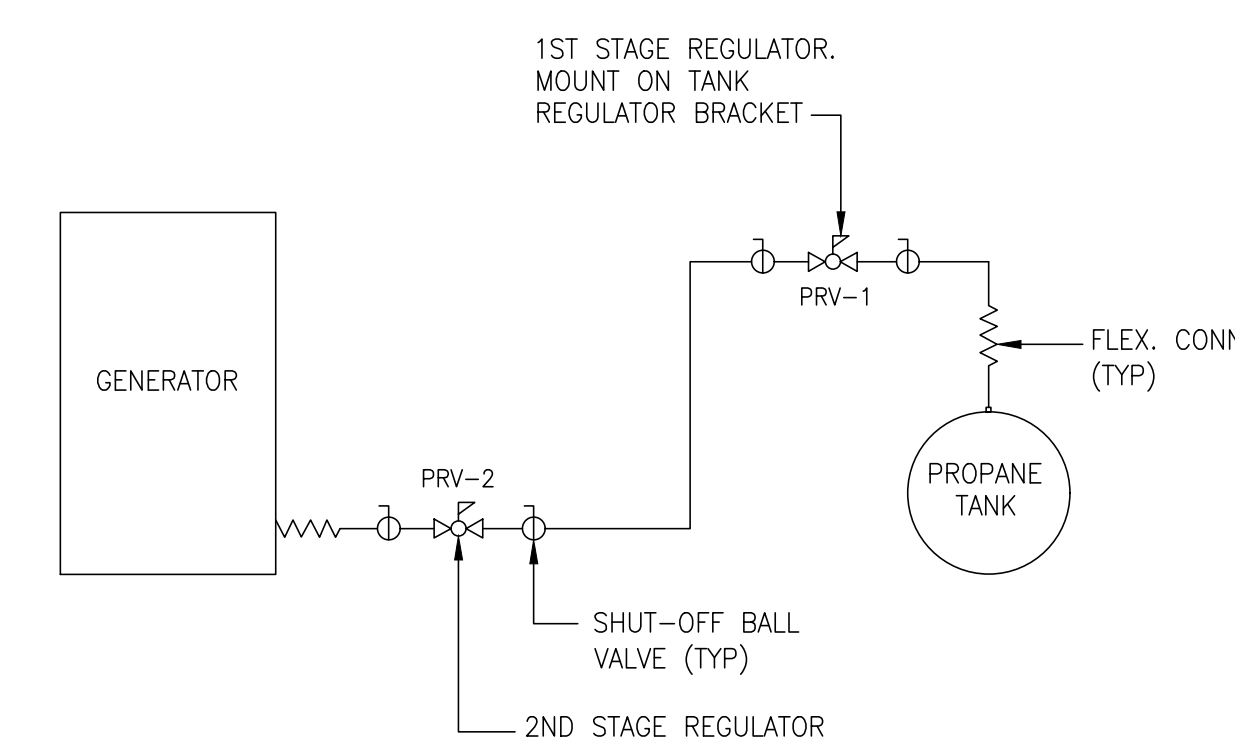 1ST STAGE REGULATOR.
MOUNT ON TANK
REGULATOR BRACKET
PRV-1
FLEX.
(TYP)
GENERATOR
PROPANE
TANK
PRV-2
SHUT-OFF BALL
VALVE (TYP)
2ND STAGE REGULATOR